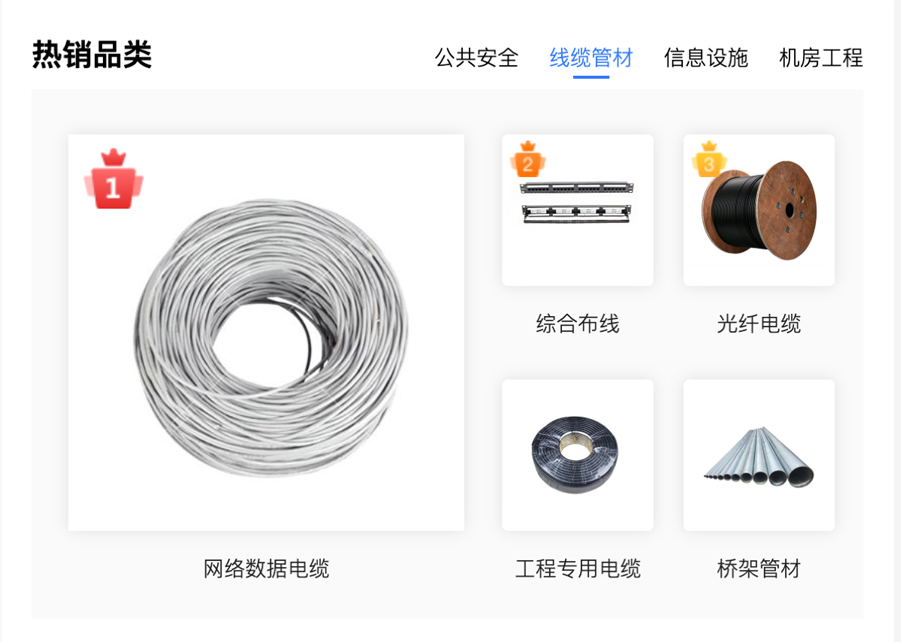 热销品类
公共安全
线缆管材
信息设施
机房工程
1
2
3
综合布线
光纤电缆
网络数据电缆
工程专用电缆
桥架管材